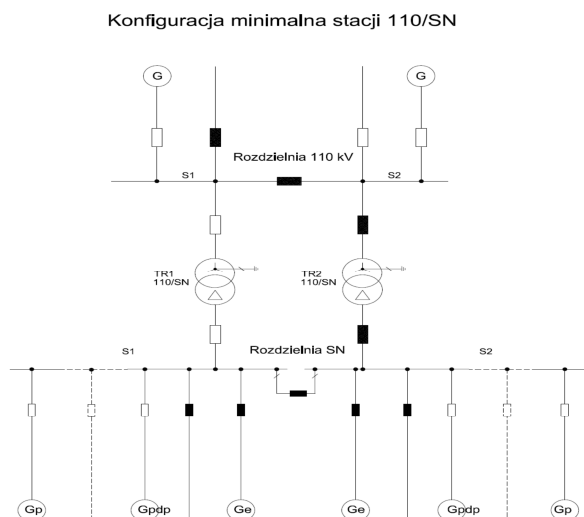 Konfiguracja minimalna stacji 110/SN
G
G
Rozdzielnia 110 kV
S1
S2
TR1
110/SN
TR2
110/SN
S1
Rozdzielnia SN
S2
Gp
Gpdp
Ge
Ge
Gpdp
Gp